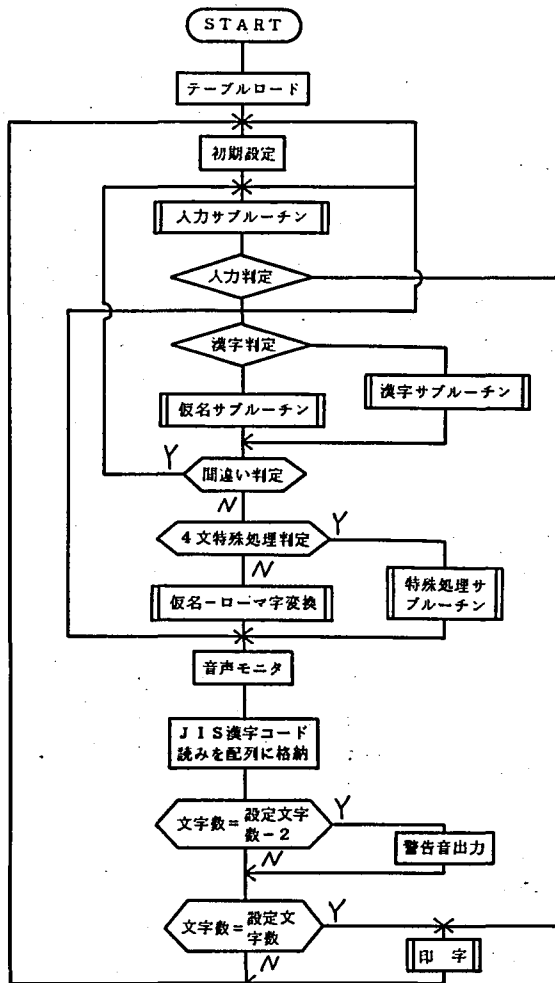 START
テーブルロード
初期設定
入力サブルーチン
入力判定
漢字判定
漢字サブルーチン
仮名サブルーチン
Y
間違い判定
N
4文特殊処理判定
Y
N
仮名-ローマ字変換
特殊処理サ
ブルーチン
音声モニタ
JIS漢字コード
読みを配列に格納
文字数=設定文字
数-2
Y
N
警告音出力
文字数=設定文
字数
Y
N
印 字